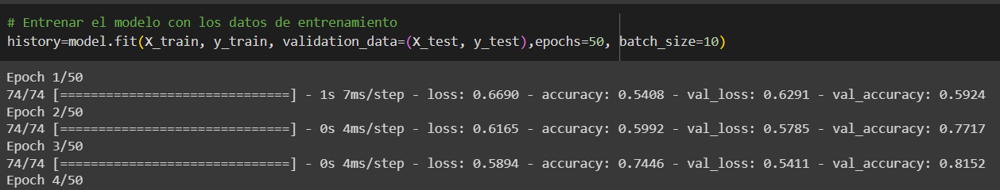 # Entrenar el modelo con los datos de entrenamiento
history=model.fit(X_train, y_train, validation_data=(X_test, y_test),epochs=50, batch_size=10)
Epoch 1/50
74/74 [==============================] - 1s 7ms/step - loss: 0.6690 - accuracy: 0.5408 - val_loss: 0.6291 - val_accuracy: 0.5924
Epoch 2/50
74/74 [==============================] - 0s 4ms/step - loss: 0.6165 - accuracy: 0.5992 - val_loss: 0.5785 - val_accuracy: 0.7717
Epoch 3/50
74/74 [==============================] - 0s 4ms/step - loss: 0.5894 - accuracy: 0.7446 - val_loss: 0.5411 - val_accuracy: 0.8152
Epoch 4/50